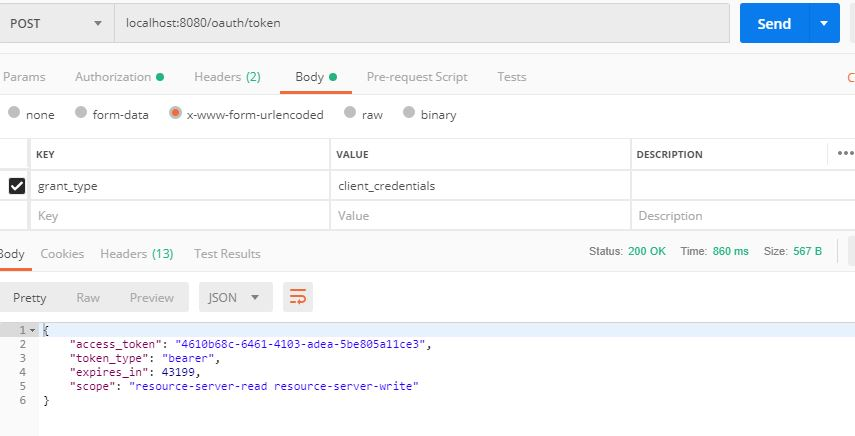 POST localhost:8080/oauth/token Send
Params Authorization Headers (2) Body Pre-request Script Tests C
none form-data x-www-form-urlencoded raw binary
KEY VALUE DESCRIPTION •••
grant_type client_credentials
Key Value Description
Body Cookies Headers (13) Test Results Status: 200 OK Time: 860 ms Size: 567 B
Pretty Raw Preview JSON
1 {
2 "access_token": "4610b68c-6461-4103-adea-5be805a11ce3",
3 "token_type": "bearer",
4 "expires_in": 43199,
5 "scope": "resource-server-read resource-server-write"
6 }